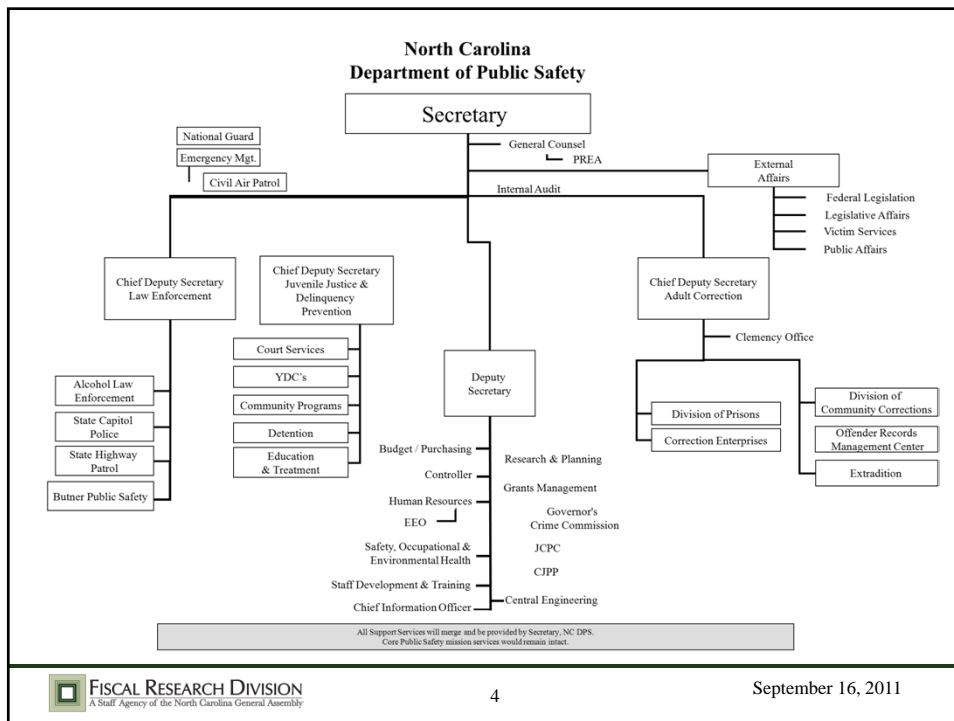 North Carolina
Department of Public Safety
Secretary
National Guard
Emergency Mgt.
Civil Air Patrol
General Counsel
PREA
Internal Audit
External
Affairs
Federal Legislation
Legislative Affairs
Victim Services
Public Affairs
Chief Deputy Secretary
Law Enforcement
Chief Deputy Secretary
Juvenile Justice &
Delinquency
Prevention
Chief Deputy Secretary
Adult Correction
Clemency Office
Court Services
YDC's
Community Programs
Detention
Education
& Treatment
Deputy
Secretary
Alcohol Law
Enforcement
State Capitol
Police
State Highway
Patrol
Butner Public Safety
Division of Prisons
Correction Enterprises
Division of
Community Corrections
Offender Records
Management Center
Extradition
Budget / Purchasing
Controller
Human Resources
EEO
Safety, Occupational &
Environmental Health
Staff Development & Training
Chief Information Officer
Research & Planning
Grants Management
Governor's
Crime Commission
JCPC
CJPP
Central Engineering
All Support Services will merge and be provided by Secretary, NC DPS.
Core Public Safety mission services would remain intact.
FISCAL RESEARCH DIVISION
A Staff Agency of the North Carolina General Assembly
4
September 16, 2011